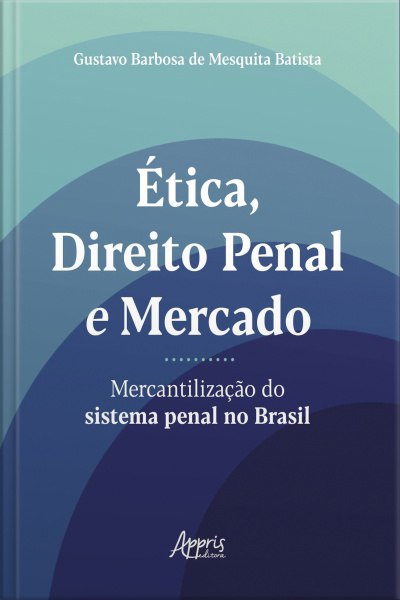 Gustavo Barbosa de Mesquita Batista
Ética,
Direito Penal
e Mercado
Mercantilização do
sistema penal no Brasil
Appris
editora